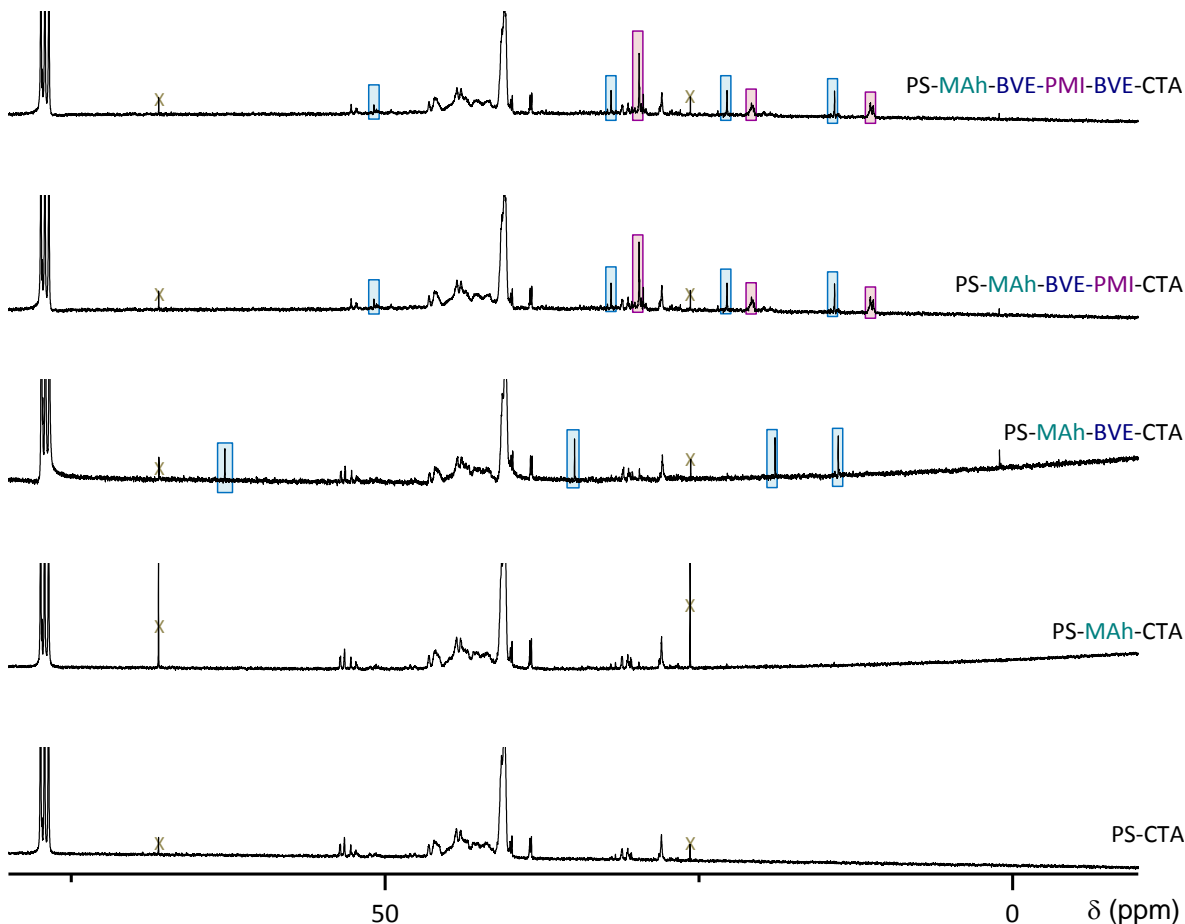 X
X
PS-MAh-BVE-PMI-BVE-CTA
X
X
PS-MAh-BVE-PMI-CTA
X
X
PS-MAh-BVE-CTA
X
X
PS-MAh-CTA
X
X
PS-CTA
50
0
δ (ppm)